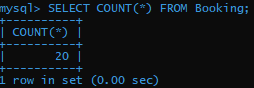 mysql> SELECT COUNT(*) FROM Booking;
+----------+
| COUNT(*) |
+----------+
|       20 |
+----------+
1 row in set (0.00 sec)